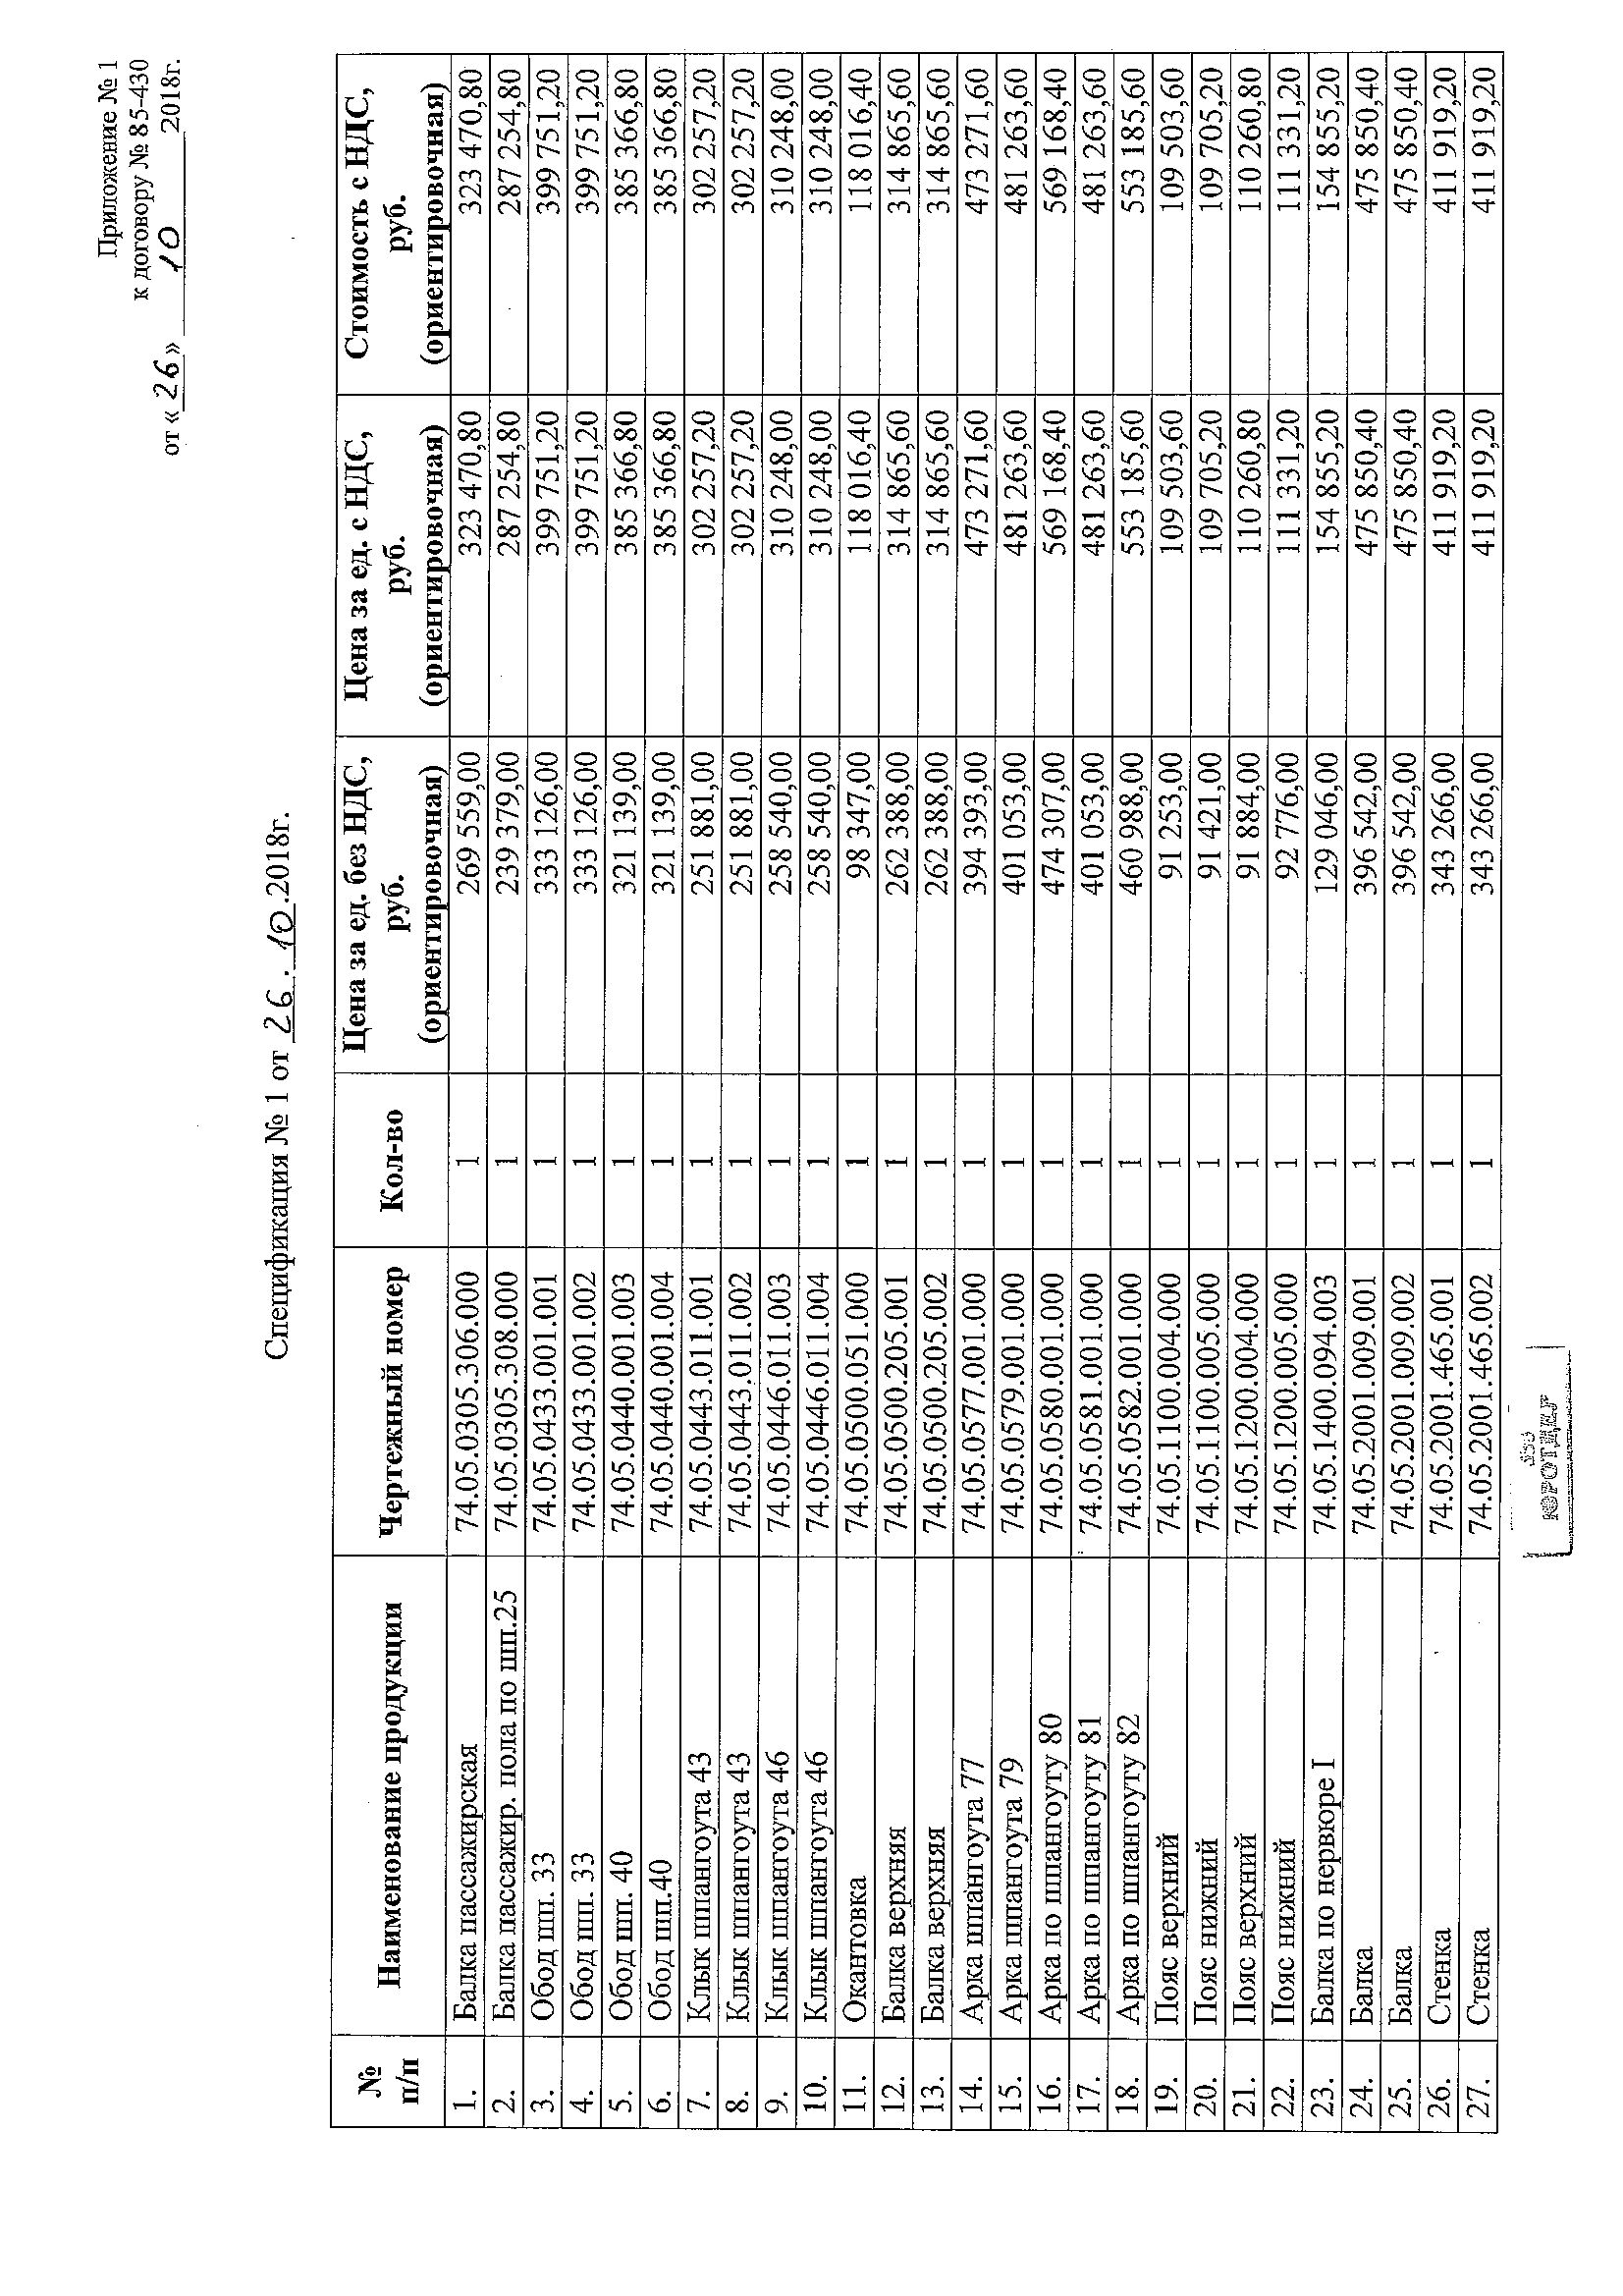 Приложение № 1
к договору № 85-430
от « 26 » 10 2018г.
Спецификация № 1 от 26.10.2018г.
№ п/п Наименование продукции Чертежный номер Кол-во Цена за ед. без НДС, руб. (ориентировочная) Цена за ед. с НДС, руб. (ориентировочная) Стоимость с НДС, руб. (ориентировочная)
1. Балка пассажирская 74.05.0305.306.000 1 269 559,00 323 470,80 323 470,80
2. Балка пассажир. пола по шп.25 74.05.0305.308.000 1 239 379,00 287 254,80 287 254,80
3. Обод шп. 33 74.05.0433.001.001 1 333 126,00 399 751,20 399 751,20
4. Обод шп. 33 74.05.0433.001.002 1 333 126,00 399 751,20 399 751,20
5. Обод шп. 40 74.05.0440.001.003 1 321 139,00 385 366,80 385 366,80
6. Обод шп.40 74.05.0440.001.004 1 321 139,00 385 366,80 385 366,80
7. Клык шпангоута 43 74.05.0443.011.001 1 251 881,00 302 257,20 302 257,20
8. Клык шпангоута 43 74.05.0443.011.002 1 251 881,00 302 257,20 302 257,20
9. Клык шпангоута 46 74.05.0446.011.003 1 258 540,00 310 248,00 310 248,00
10. Клык шпангоута 46 74.05.0446.011.004 1 258 540,00 310 248,00 310 248,00
11. Окантовка 74.05.0500.051.000 1 98 347,00 118 016,40 118 016,40
12. Балка верхняя 74.05.0500.205.001 1 262 388,00 314 865,60 314 865,60
13. Балка верхняя 74.05.0500.205.002 1 262 388,00 314 865,60 314 865,60
14. Арка шпангоута 77 74.05.0577.001.000 1 394 393,00 473 271,60 473 271,60
15. Арка шпангоута 79 74.05.0579.001.000 1 401 053,00 481 263,60 481 263,60
16. Арка по шпангоуту 80 74.05.0580.001.000 1 474 307,00 569 168,40 569 168,40
17. Арка по шпангоуту 81 74.05.0581.001.000 1 401 053,00 481 263,60 481 263,60
18. Арка по шпангоуту 82 74.05.0582.001.000 1 460 988,00 553 185,60 553 185,60
19. Пояс верхний 74.05.1100.004.000 1 91 253,00 109 503,60 109 503,60
20. Пояс нижний 74.05.1100.005.000 1 91 421,00 109 705,20 109 705,20
21. Пояс верхний 74.05.1200.004.000 1 91 884,00 110 260,80 110 260,80
22. Пояс нижний 74.05.1200.005.000 1 92 776,00 111 331,20 111 331,20
23. Балка по нервюре I 74.05.1400.094.003 1 129 046,00 154 855,20 154 855,20
24. Балка 74.05.2001.009.001 1 396 542,00 475 850,40 475 850,40
25. Балка 74.05.2001.009.002 1 396 542,00 475 850,40 475 850,40
26. Стенка 74.05.2001.465.001 1 343 266,00 411 919,20 411 919,20
27. Стенка 74.05.2001.465.002 1 343 266,00 411 919,20 411 919,20
ЮРОТДЕЛ